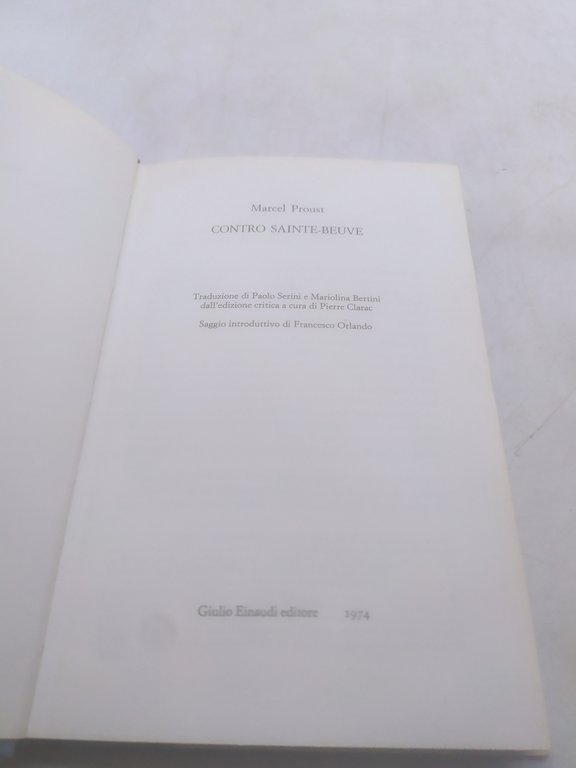 Marcel Proust
CONTRO SAINTE-BEUVE
Traduzione di Paolo Serini e Mariolina Bertini
dall'edizione critica a cura di Pierre Clarac
Saggio introduttivo di Francesco Orlando
Giulio Einaudi editore 1974